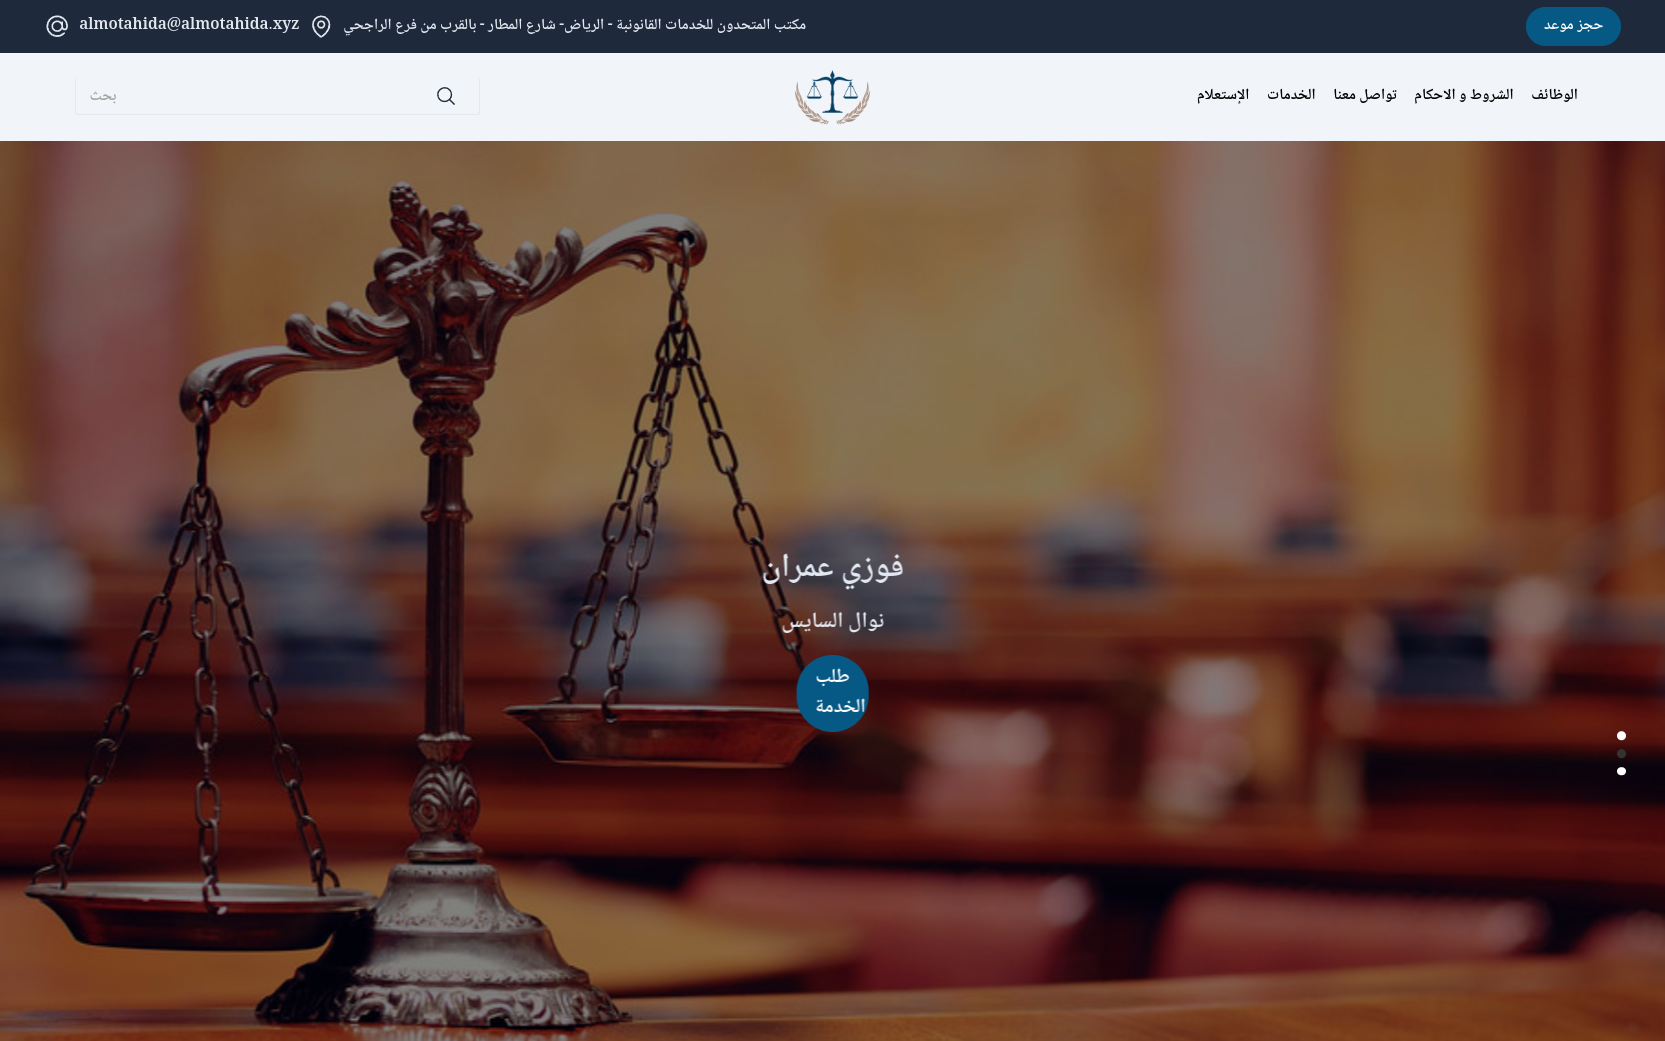 حجز موعد
مكتب المتحدون للخدمات القانونية - الرياض- شارع المطار - بالقرب من فرع الراجحي
almotahida@almotahida.xyz
الوظائف
الشروط و الاحكام
تواصل معنا
الخدمات
الإستعلام
بحث
فوزي عمران
نوال السايس
طلب
الخدمة